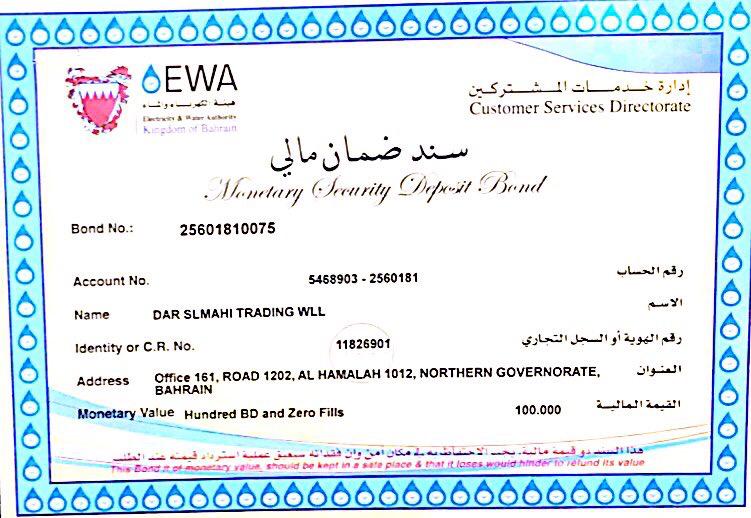 EWA
هيئة الكهرباء والماء
Electricity & Water Authority
Kingdom of Bahrain
إدارة خدمات المشتركين
Customer Services Directorate
سند ضمان مالي
Monetary Security Deposit Bond
Bond No.: 25601810075
Account No. 5468903 - 2560181 رقم الحساب
Name DAR SLMAHI TRADING WLL الاسم
Identity or C.R. No. 11826901 رقم الهوية أو السجل التجاري
Address Office 161, ROAD 1202, AL HAMALAH 1012, NORTHERN GOVERNORATE, العنوان
BAHRAIN
Monetary Value Hundred BD and Zero Fills 100.000 القيمة المالية
هذا السند ذو قيمة مالية، يجب الاحتفاظ به في مكان امن وان فقدانه سيعيق عملية استرداد قيمته عند الطلب
This Bond it of monetary value, should be kept in a sate place & that it loses would hinder to refund its value